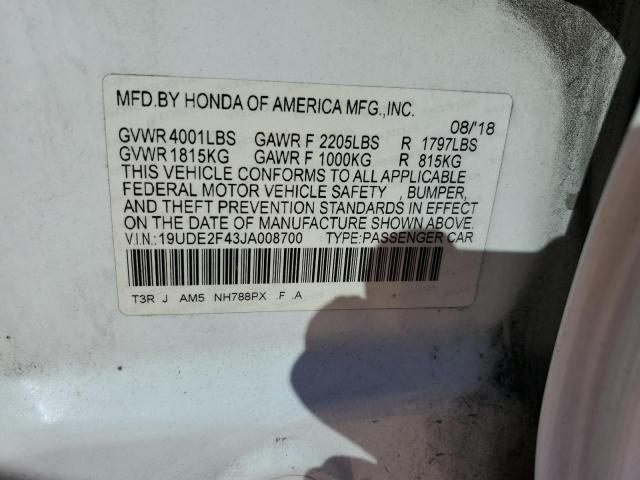 MFD.BY HONDA OF AMERICA MFG.,INC.
08/'18
GVWR 4001LBS GAWR F 2205LBS R 1797LBS
GVWR 1815KG GAWR F 1000KG R 815KG
THIS VEHICLE CONFORMS TO ALL APPLICABLE
FEDERAL MOTOR VEHICLE SAFETY , BUMPER,
AND THEFT PREVENTION STANDARDS IN EFFECT
ON THE DATE OF MANUFACTURE SHOWN ABOVE.
V.I.N.:19UDE2F43JA008700 TYPE:PASSENGER CAR
T3R J AM5 NH788PX .F .A